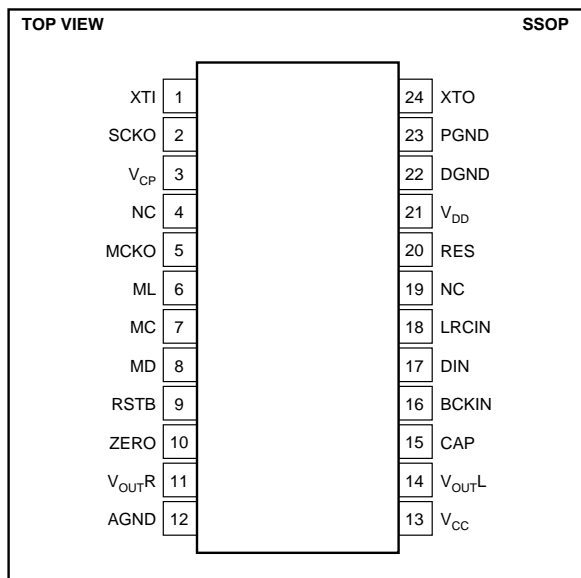 TOP VIEW SSOP
XTI 1 24 XTO
SCKO 2 23 PGND
VCP 3 22 DGND
NC 4 21 VDD
MCKO 5 20 RES
ML 6 19 NC
MC 7 18 LRCIN
MD 8 17 DIN
RSTB 9 16 BCKIN
ZERO 10 15 CAP
VOUTR 11 14 VOUTL
AGND 12 13 VCC